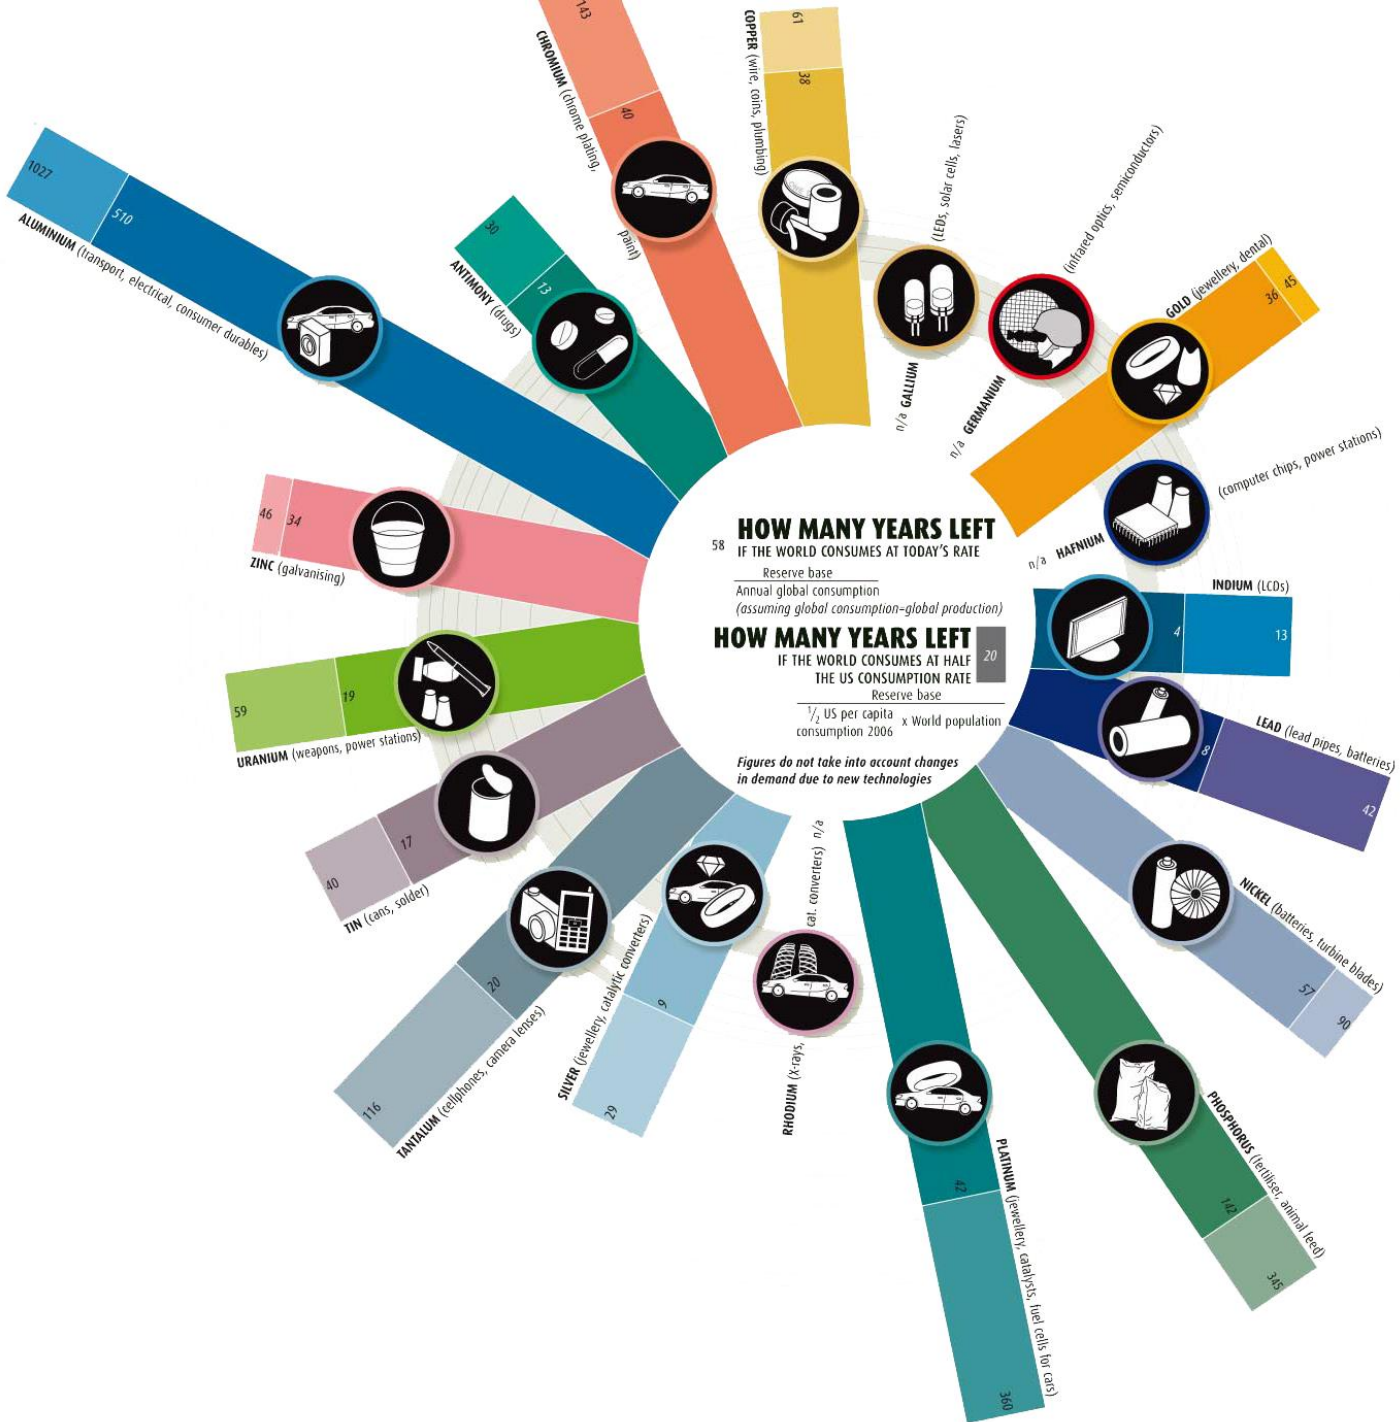 HOW MANY YEARS LEFT
58
IF THE WORLD CONSUMES AT TODAY'S RATE
Reserve base
Annual global consumption
(assuming global consumption=global production)
HOW MANY YEARS LEFT
20
IF THE WORLD CONSUMES AT HALF
THE US CONSUMPTION RATE
Reserve base
1/2 US per capita
consumption 2006
x World population
Figures do not take into account changes
in demand due to new technologies
143
40
CHROMIUM (chrome plating,
paint)
61
38
COPPER (wire, coins, plumbing)
n/a GALLIUM
(LEDs, solar cells, lasers)
n/a GERMANIUM
(infrared optics, semiconductors)
GOLD (jewellery, dental)
36
45
n/a HAFNIUM
(computer chips, power stations)
INDIUM (LCDs)
4
13
LEAD (lead pipes, batteries)
8
42
NICKEL (batteries, turbine blades)
57
90
PHOSPHORUS (fertiliser, animal feed)
142
345
PLATINUM (jewellery, catalysts, fuel cells for cars)
42
360
RHODIUM (X-rays,
cat. converters) n/a
SILVER (jewellery, catalytic converters)
9
29
TANTALUM (cellphones, camera lenses)
20
116
TIN (cans, solder)
17
40
URANIUM (weapons, power stations)
19
59
ZINC (galvanising)
34
46
ALUMINIUM (transport, electrical, consumer durables)
510
1027
ANTIMONY (drugs)
13
30